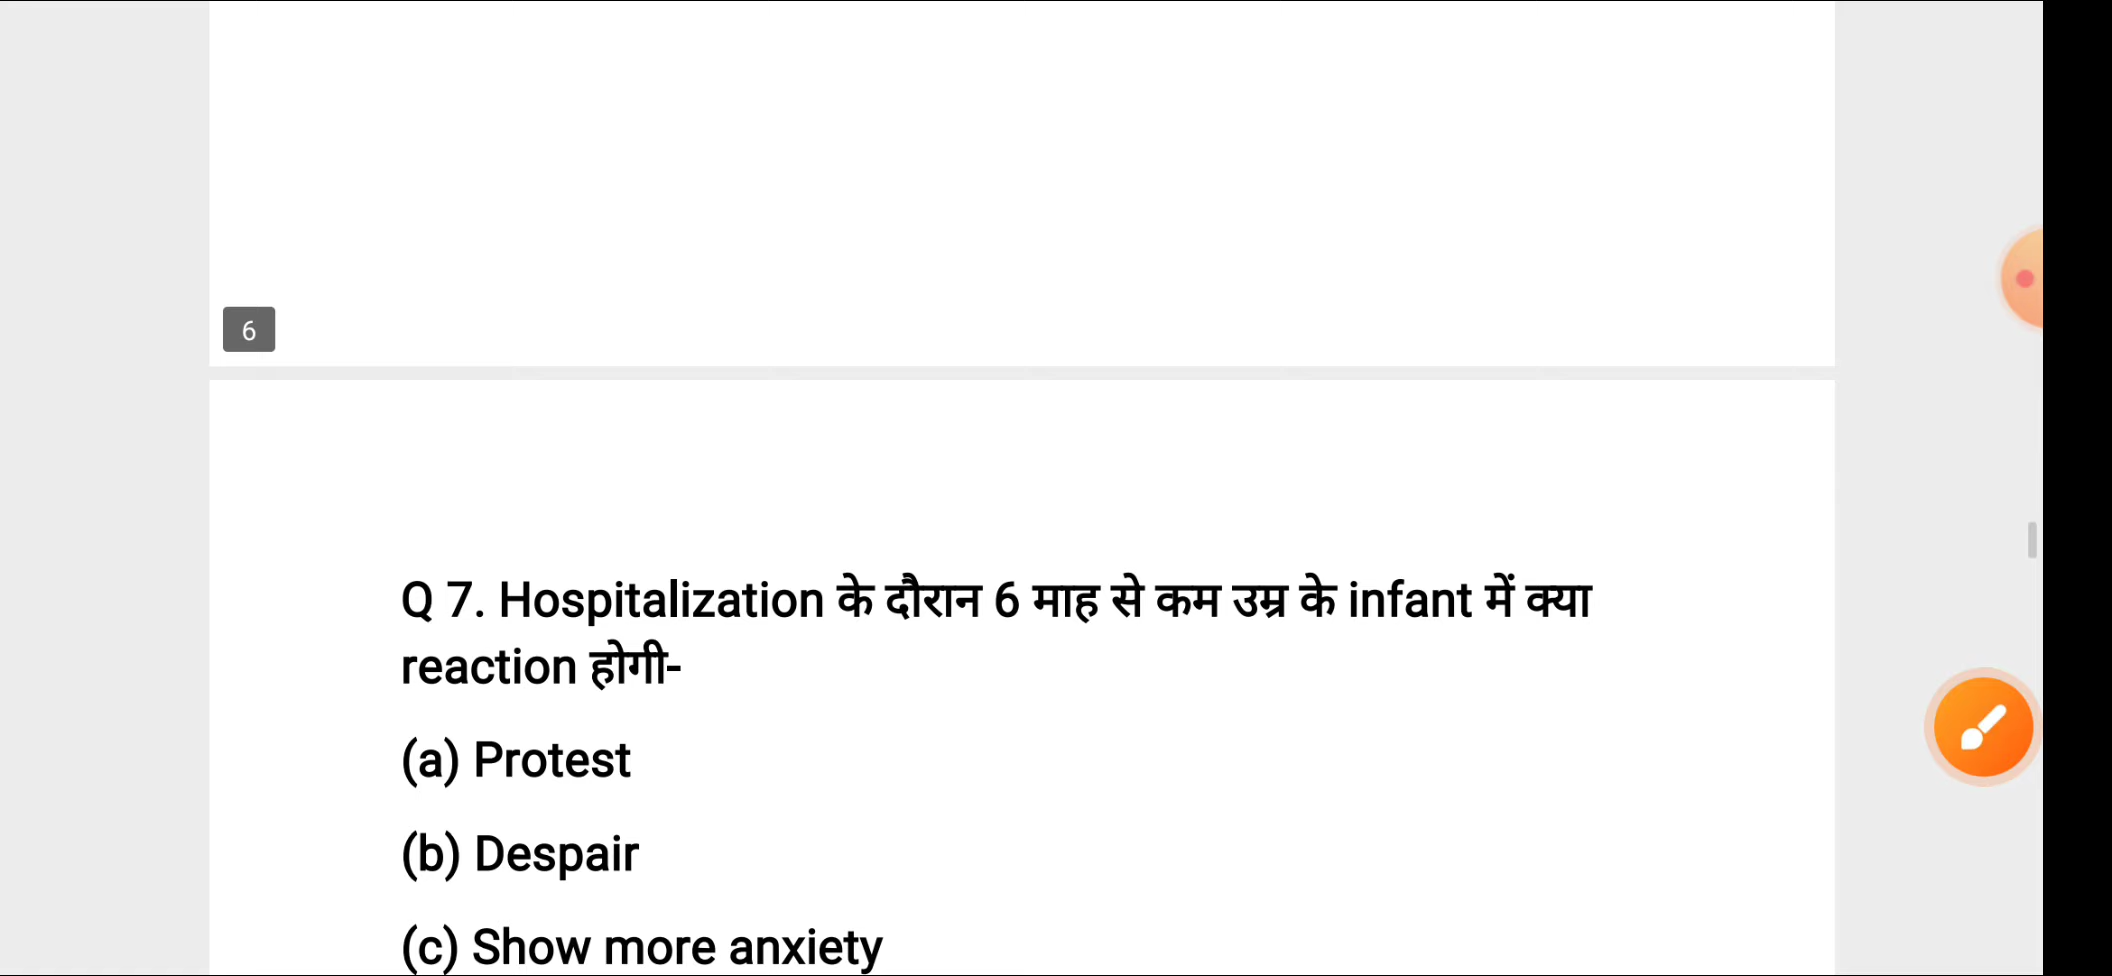 6
Q 7. Hospitalization के दौरान 6 माह से कम उम्र के infant में क्या
reaction होगी-
(a) Protest
(b) Despair
(c) Show more anxiety